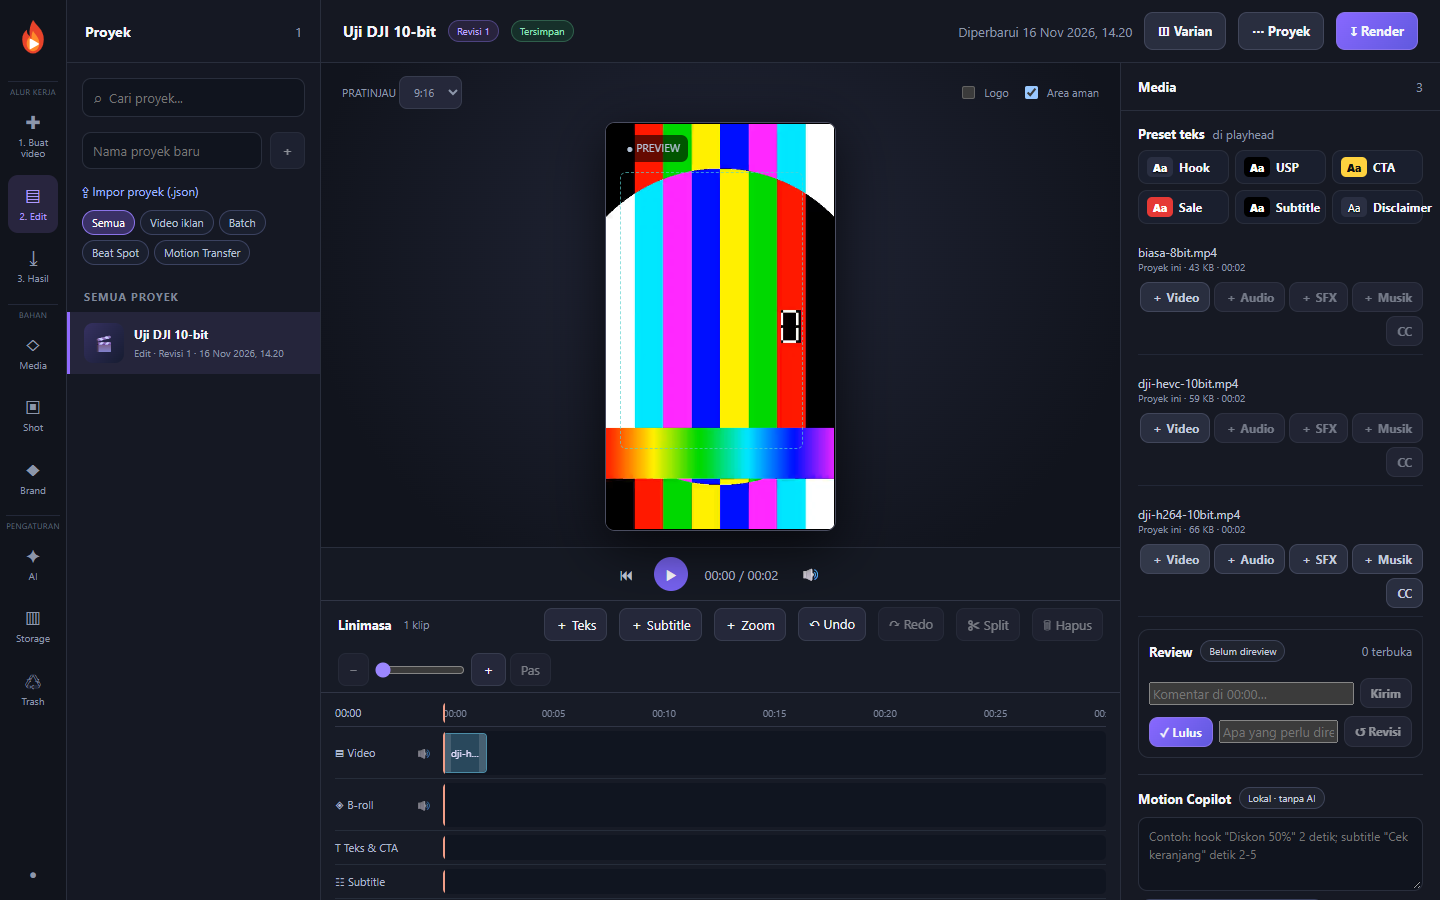 ALUR KERJA
1. Buat
video
2. Edit
3. Hasil
BAHAN
Media
Shot
Brand
PENGATURAN
AI
Storage
Trash
Proyek
1
Cari proyek...
Nama proyek baru
+
Impor proyek (.json)
Semua
Video iklan
Batch
Beat Spot
Motion Transfer
SEMUA PROYEK
Uji DJI 10-bit
Edit · Revisi 1 · 16 Nov 2026, 14.20
Uji DJI 10-bit
Revisi 1
Tersimpan
Diperbarui 16 Nov 2026, 14.20
Varian
Proyek
Render
PRATINJAU
9:16
Logo
Area aman
PREVIEW
0
00:00 / 00:02
Linimasa
1 klip
+ Teks
+ Subtitle
+ Zoom
Undo
Redo
Split
Hapus
−
+
Pas
00:00
00:00
00:05
00:10
00:15
00:20
00:25
00:
Video
dji-h...
B-roll
T Teks & CTA
Subtitle
Media
3
Preset teks di playhead
Aa Hook
Aa USP
Aa CTA
Aa Sale
Aa Subtitle
Aa Disclaimer
biasa-8bit.mp4
Proyek ini · 43 KB · 00:02
+ Video
+ Audio
+ SFX
+ Musik
CC
dji-hevc-10bit.mp4
Proyek ini · 59 KB · 00:02
+ Video
+ Audio
+ SFX
+ Musik
CC
dji-h264-10bit.mp4
Proyek ini · 66 KB · 00:02
+ Video
+ Audio
+ SFX
+ Musik
CC
Review
Belum direview
0 terbuka
Komentar di 00:00...
Kirim
✓ Lulus
Apa yang perlu dire
Revisi
Motion Copilot
Lokal · tanpa AI
Contoh: hook "Diskon 50%" 2 detik; subtitle "Cek
keranjang" detik 2-5